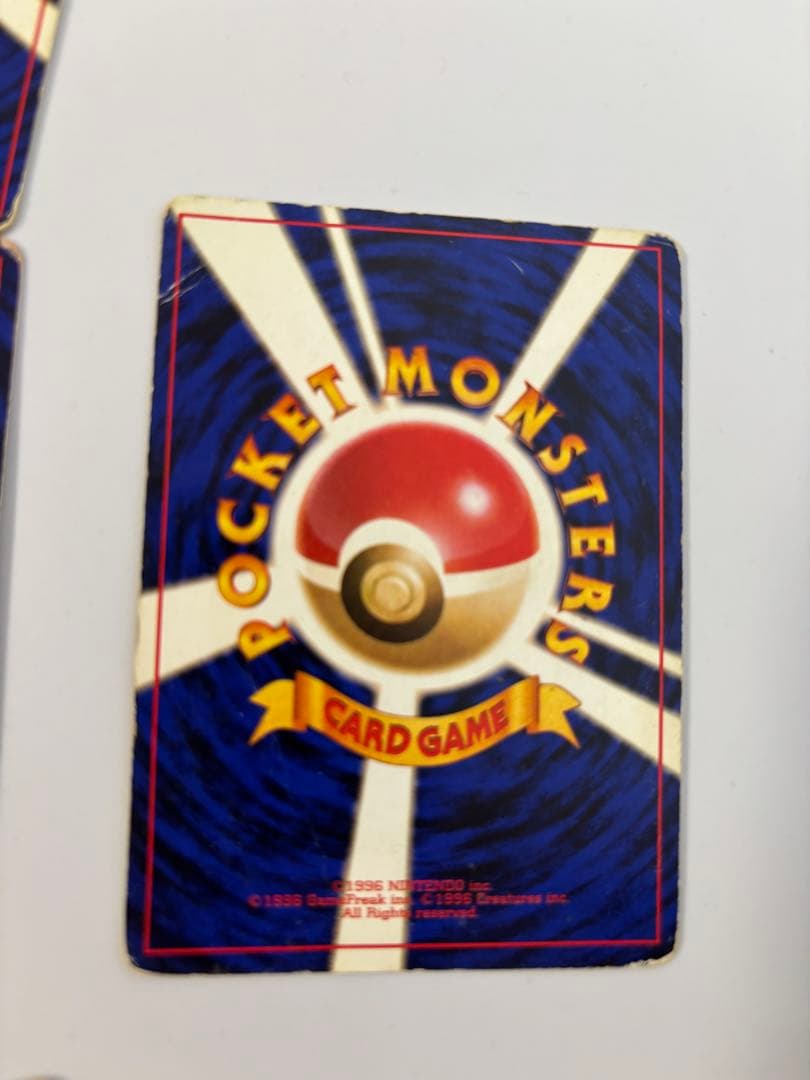 POCKET MONSTERS
CARD GAME
©1996 NINTENDO inc.
©1996 GameFreak inc. ©1996 Creatures inc.
All Rights reserved.